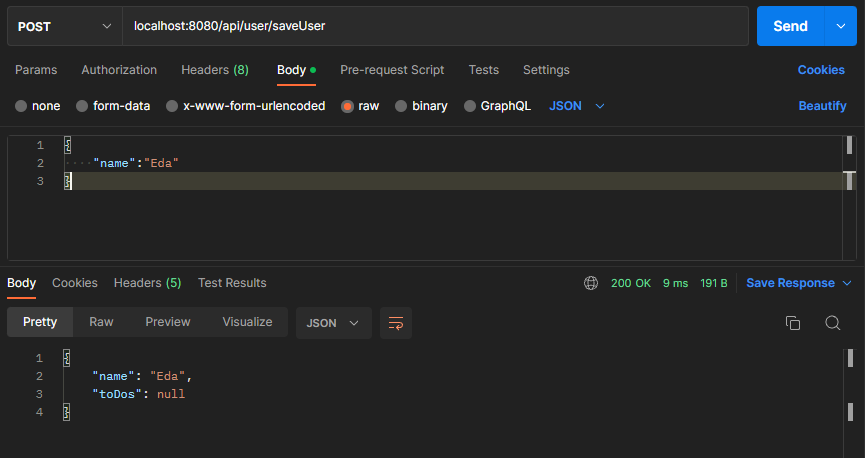 POST localhost:8080/api/user/saveUser Send
Params Authorization Headers (8) Body Pre-request Script Tests Settings Cookies
none form-data x-www-form-urlencoded raw binary GraphQL JSON Beautify
1 {
2 "name":"Eda"
3 }
Body Cookies Headers (5) Test Results 200 OK 9 ms 191 B Save Response
Pretty Raw Preview Visualize JSON
1 {
2 "name": "Eda",
3 "toDos": null
4 }